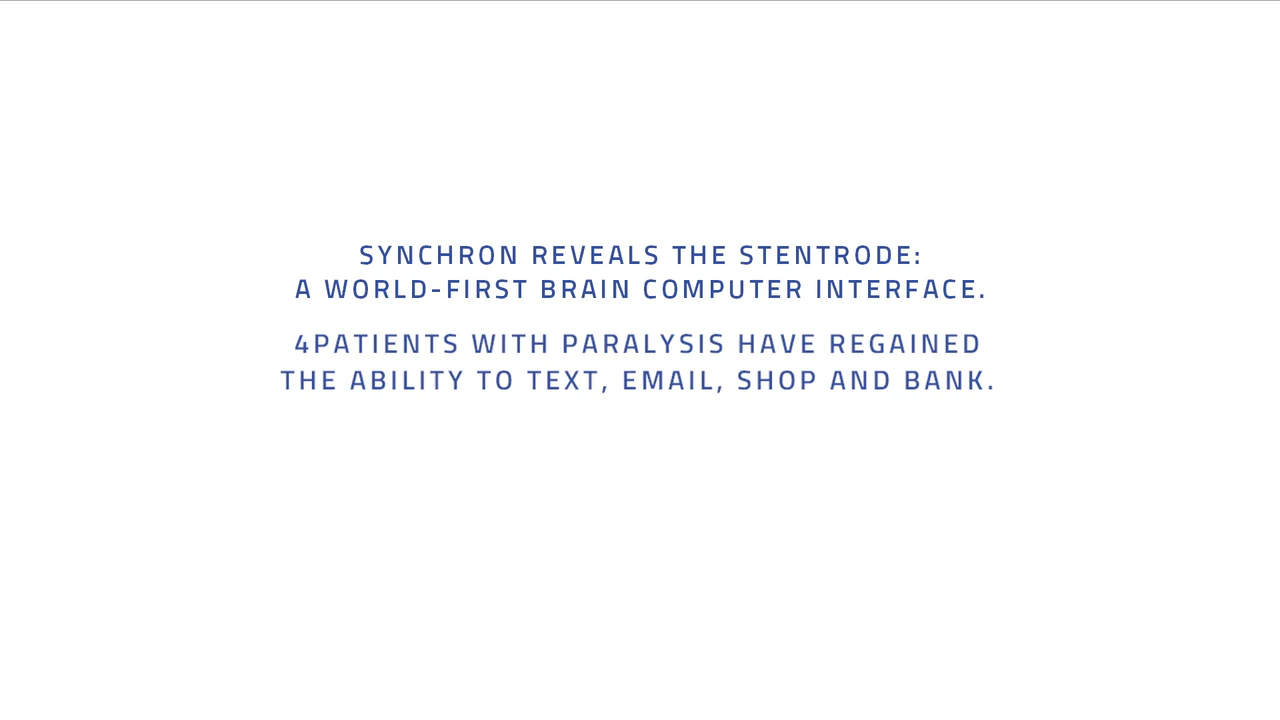 SYNCHRON REVEALS THE STENTRODE:
A WORLD-FIRST BRAIN COMPUTER INTERFACE.
4PATIENTS WITH PARALYSIS HAVE REGAINED
THE ABILITY TO TEXT, EMAIL, SHOP AND BANK.